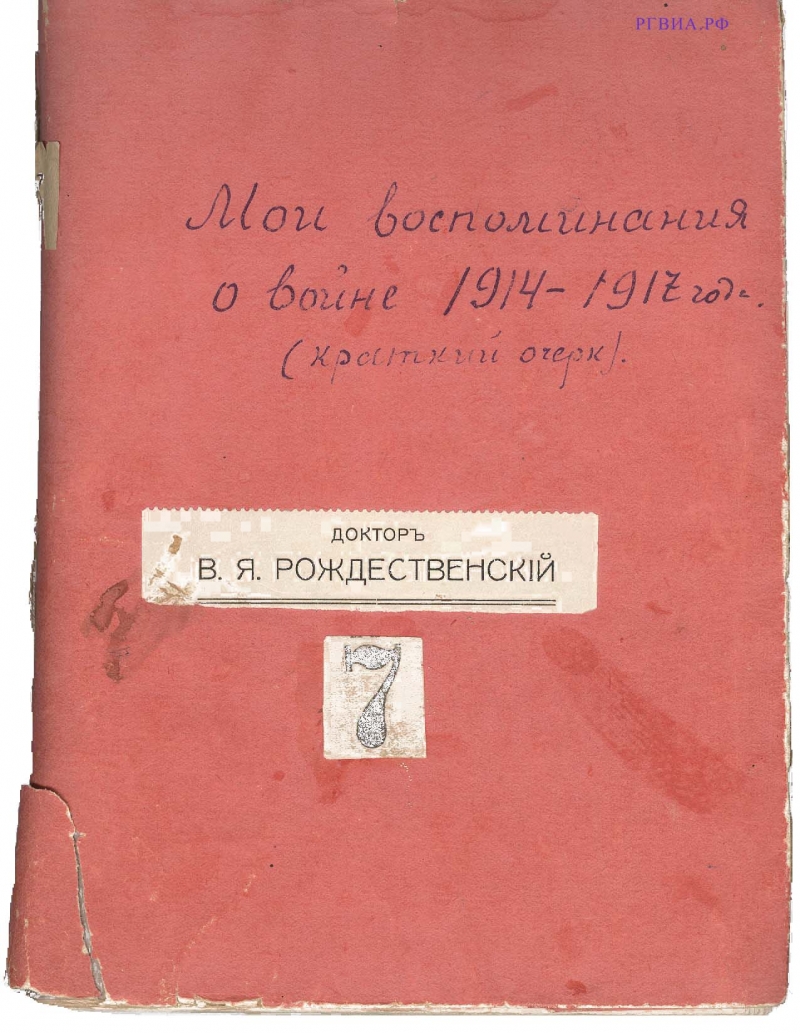 РГВИА.РФ
Мои воспоминания
о войне 1914-1917 год.
(краткий очерк).
ДОКТОРЪ
В. Я. РОЖДЕСТВЕНСКІЙ
7